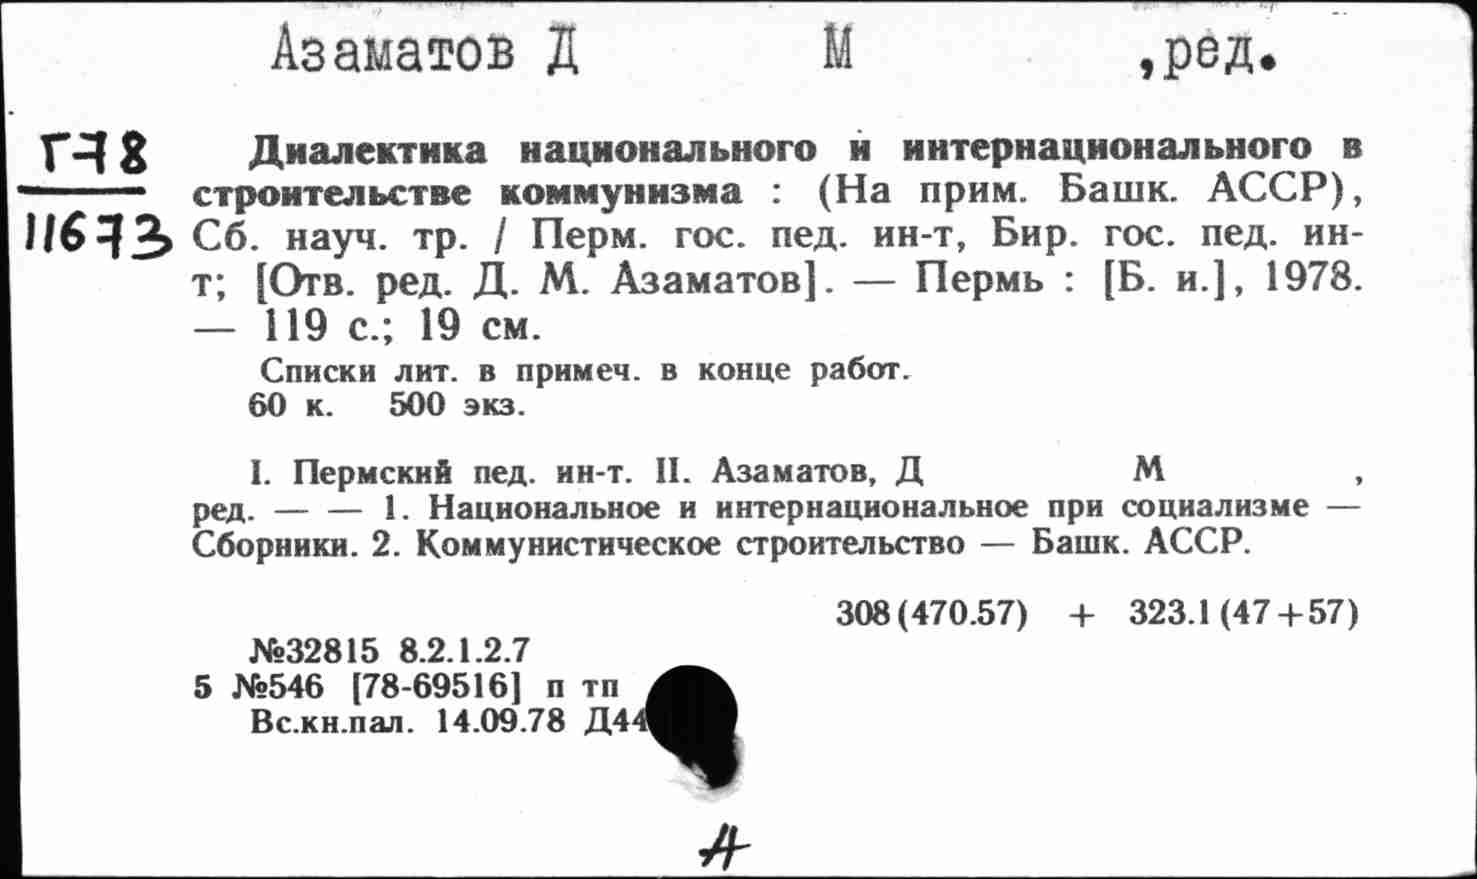 Азаматов Д М ,ред.
Г78
11673
Диалектика национального и интернационального в
строительстве коммунизма : (На прим. Башк. АССР),
Сб. науч. тр. / Перм. гос. пед. ин-т, Бир. гос. пед. ин-
т; [Отв. ред. Д. М. Азаматов]. — Пермь : [Б. и.], 1978.
— 119 с.; 19 см.
Списки лит. в примеч. в конце работ.
60 к. 500 экз.
I. Пермский пед. ин-т. II. Азаматов, Д М ,
ред. — — 1. Национальное и интернациональное при социализме —
Сборники. 2. Коммунистическое строительство — Башк. АССР.
308(470.57) + 323.1(47+57)
№32815 8.2.1.2.7
5 №546 [78-69516] п тп
Вс.кн.пал. 14.09.78 Д44
А